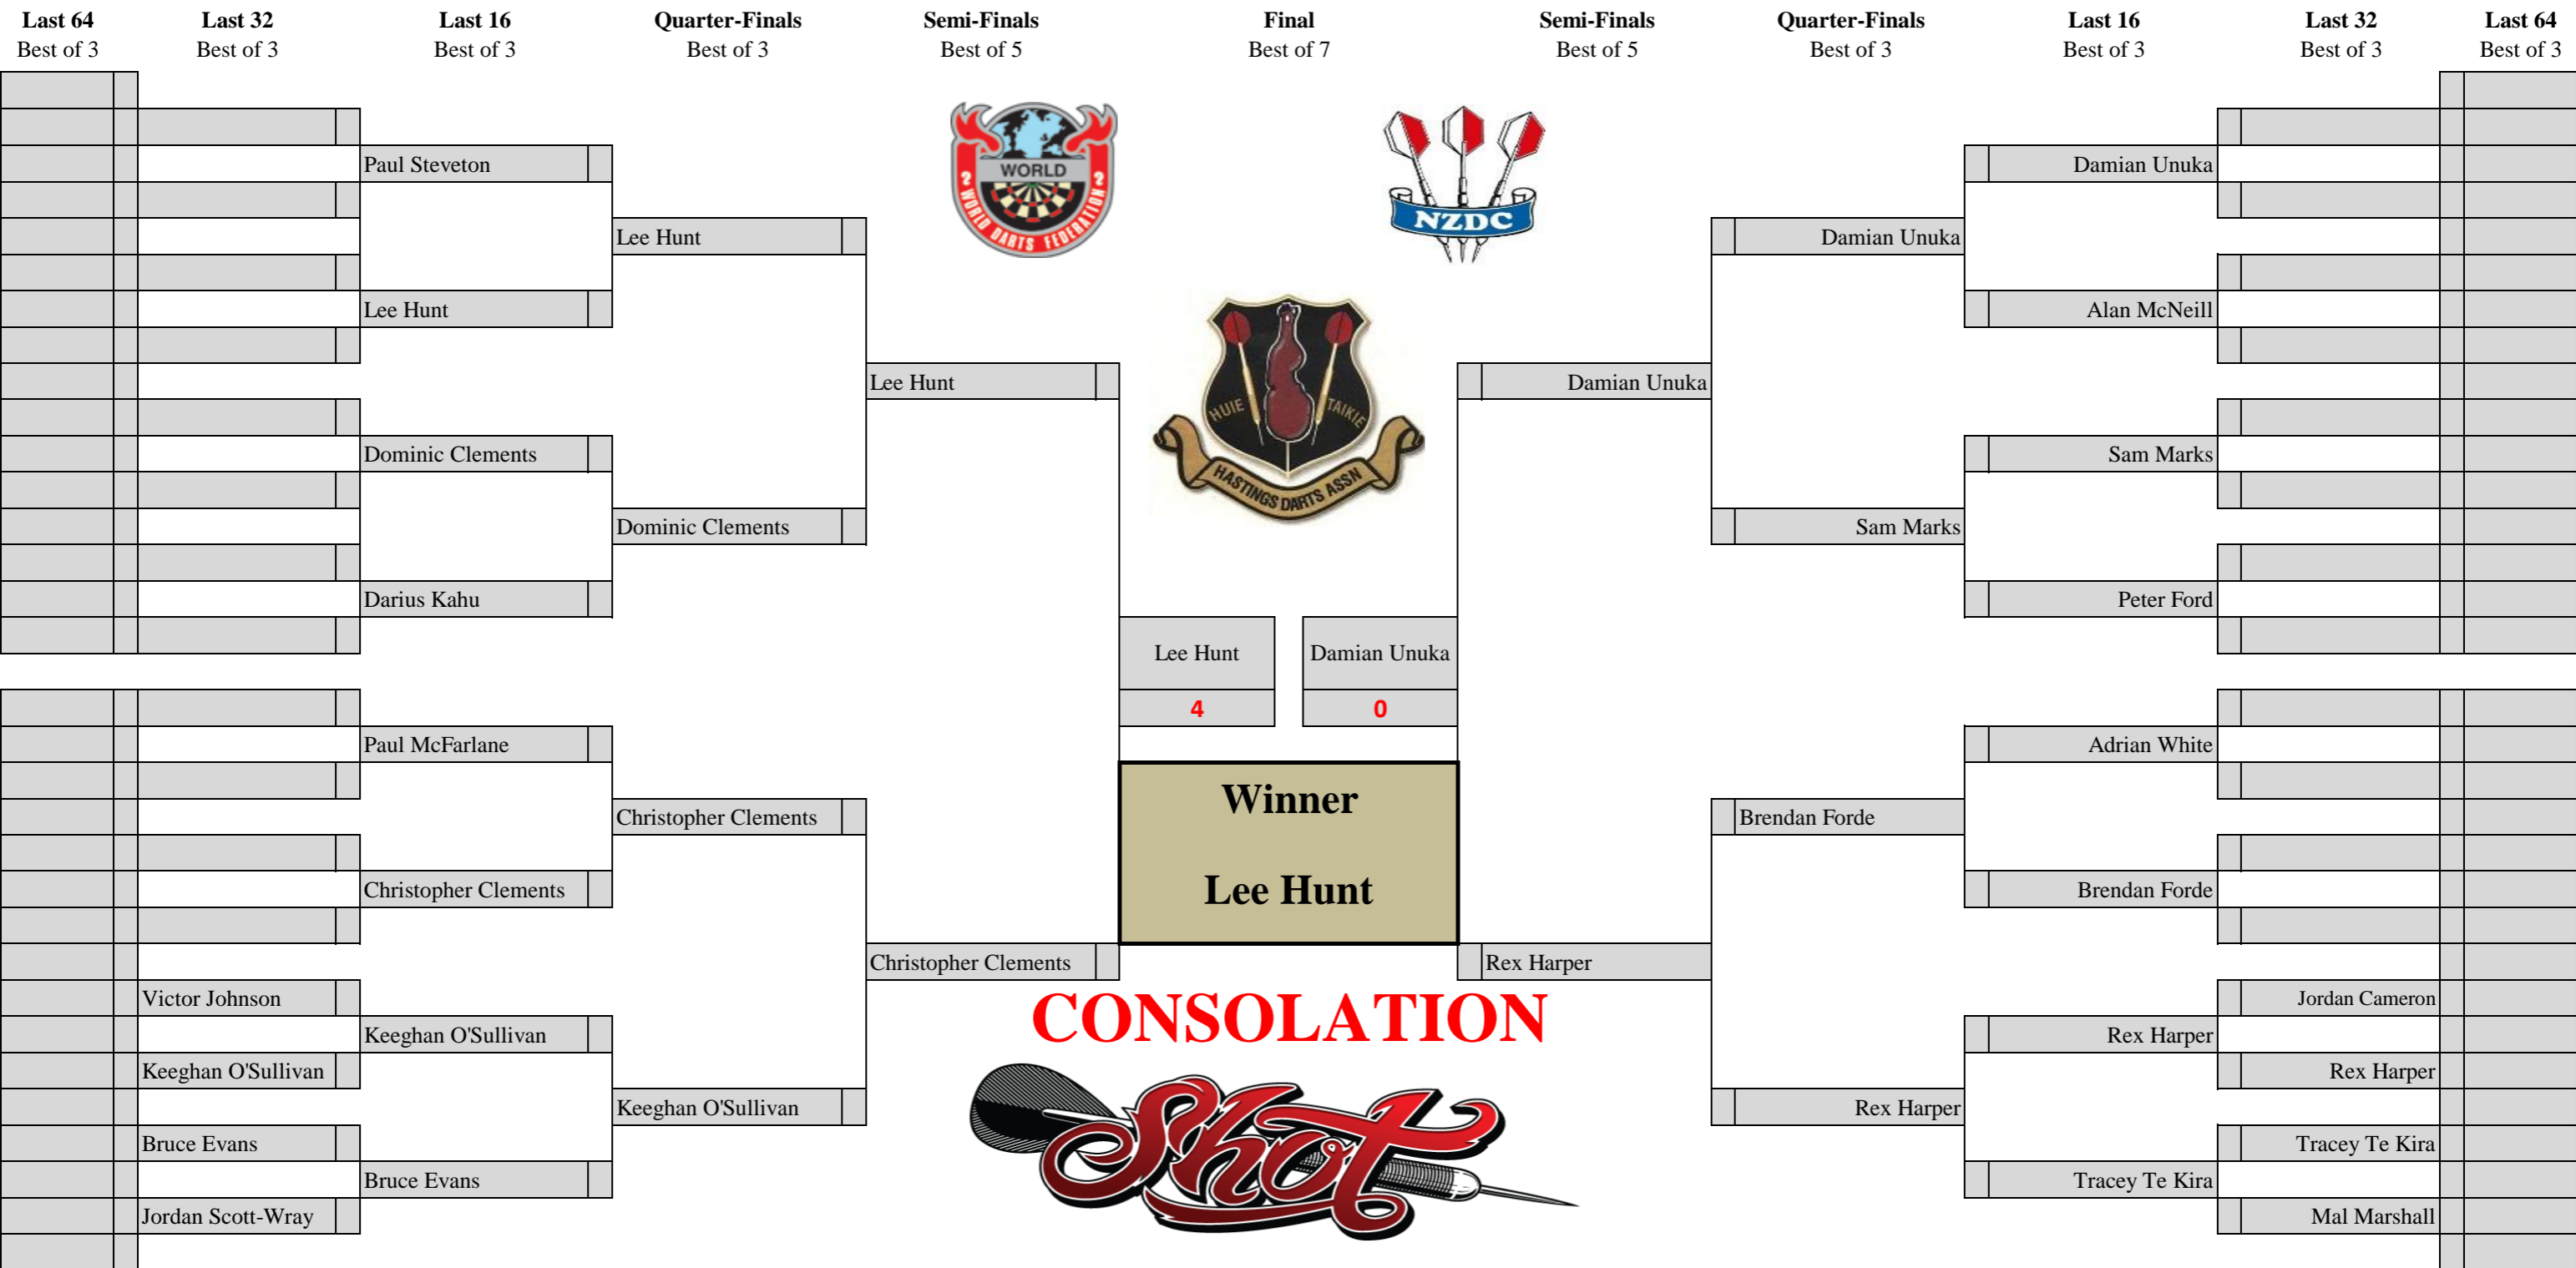 Last 64 Last 32 Last 16 Quarter-Finals Semi-Finals Final Semi-Finals Quarter-Finals Last 16 Last 32 Last 64
Best of 3 Best of 3 Best of 3 Best of 3 Best of 5 Best of 7 Best of 5 Best of 3 Best of 3 Best of 3 Best of 3
WORLD
2 WORLD DARTS FEDERATION 2
NZDC
Paul Steveton Damian Unuka
Lee Hunt Damian Unuka
Lee Hunt Alan McNeill
Lee Hunt Damian Unuka
HUIE TAIKIE
HASTINGS DARTS ASSN
Dominic Clements Sam Marks
Dominic Clements Sam Marks
Darius Kahu Peter Ford
Lee Hunt Damian Unuka
4 0
Paul McFarlane Adrian White
Winner
Christopher Clements Brendan Forde
Lee Hunt
Christopher Clements Brendan Forde
Christopher Clements Rex Harper
Victor Johnson Jordan Cameron
CONSOLATION
Keeghan O'Sullivan Rex Harper
Keeghan O'Sullivan Rex Harper
Keeghan O'Sullivan Rex Harper
Shot
Bruce Evans Tracey Te Kira
Bruce Evans Tracey Te Kira
Jordan Scott-Wray Mal Marshall